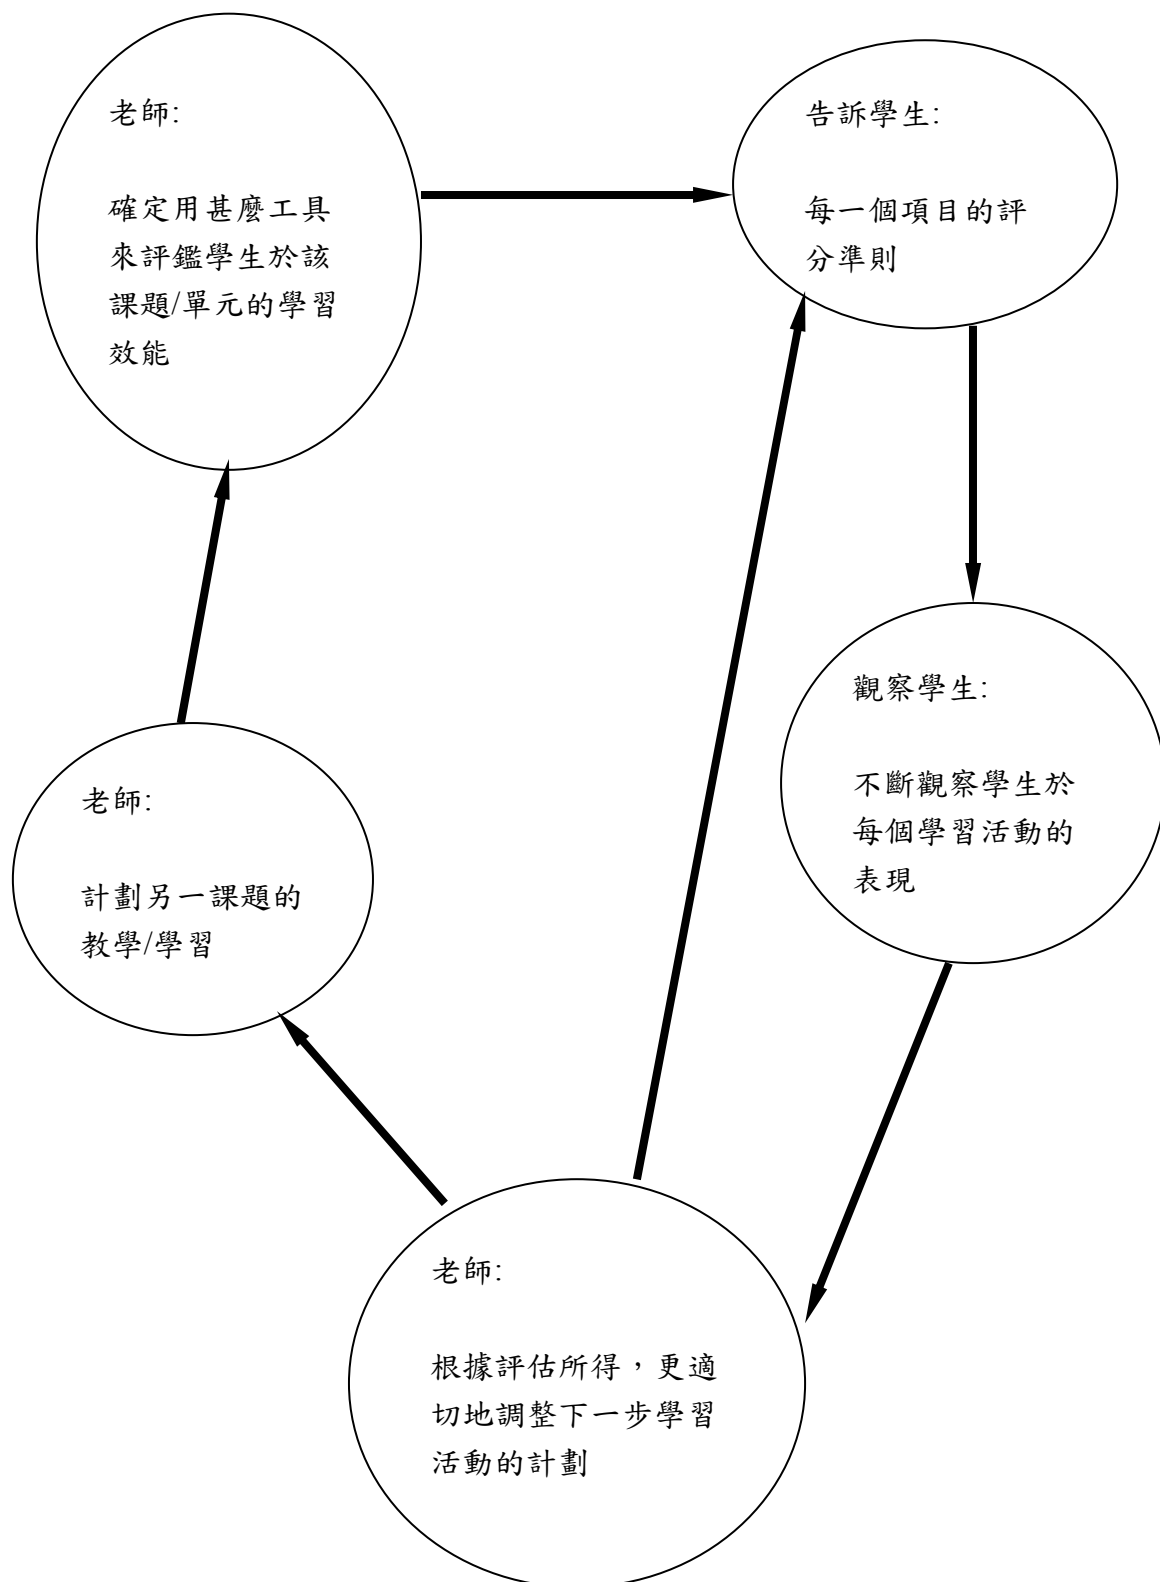 老師:
確定用甚麼工具
來評鑑學生於該
課題/單元的學習
效能
告訴學生:
每一個項目的評
分準則
觀察學生:
不斷觀察學生於
每個學習活動的
表現
老師:
計劃另一課題的
教學/學習
老師:
根據評估所得，更適
切地調整下一步學習
活動的計劃